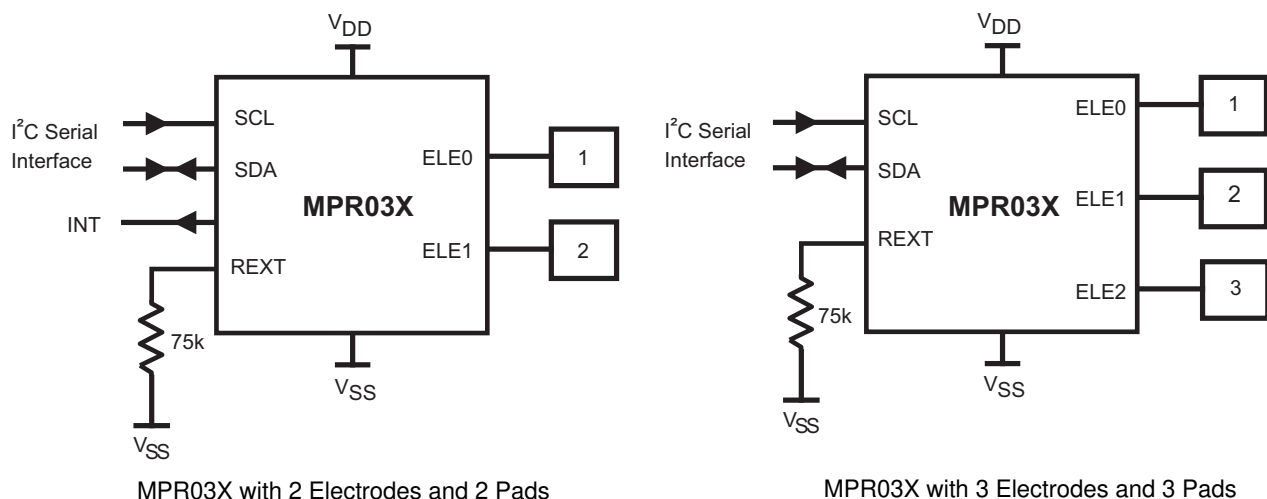 VDD
I²C Serial
Interface
SCL
SDA
INT
REXT
MPR03X
ELE0
ELE1
1
2
75k
VSS
VSS
MPR03X with 2 Electrodes and 2 Pads
VDD
I²C Serial
Interface
SCL
SDA
REXT
MPR03X
ELE0
ELE1
ELE2
1
2
3
75k
VSS
VSS
MPR03X with 3 Electrodes and 3 Pads